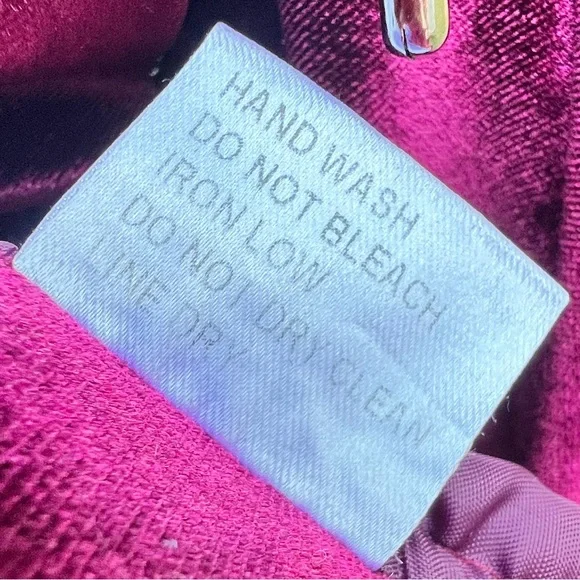 HAND WASH
DO NOT BLEACH
IRON LOW
DO NOT DRY CLEAN
LINE DRY